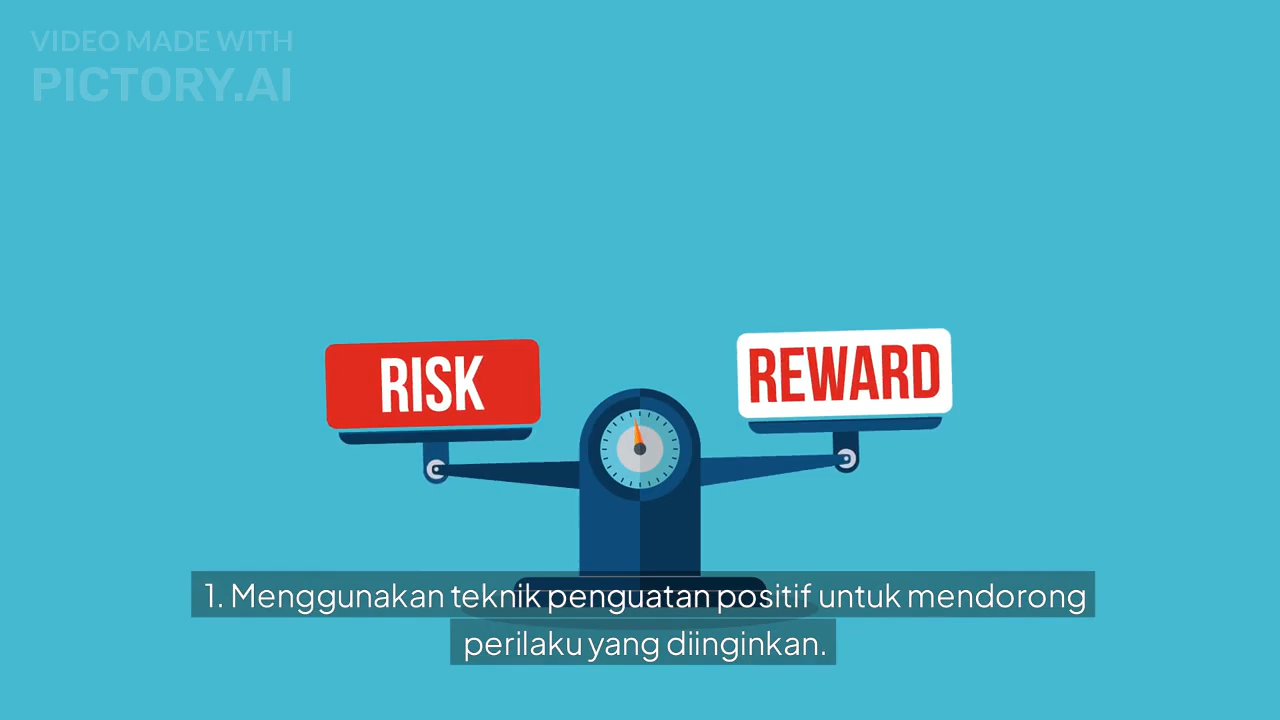 VIDEO MADE WITH
PICTORY.AI
RISK
REWARD
1. Menggunakan teknik penguatan positif untuk mendorong
perilaku yang diinginkan.